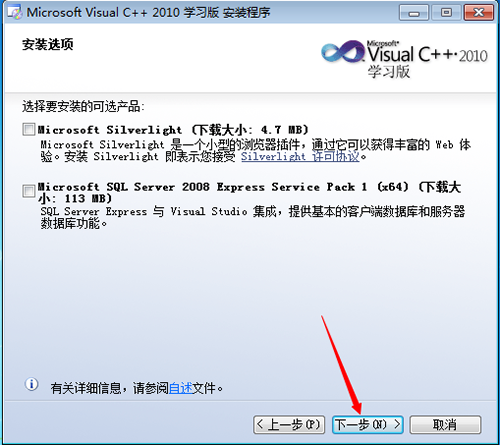 Microsoft Visual C++ 2010 学习版 安装程序
安装选项
Microsoft®
Visual C++·2010
学习版
选择要安装的可选产品:
Microsoft Silverlight (下载大小: 4.7 MB)
Microsoft Silverlight 是一个小型的浏览器插件，通过它可以获得丰富的 Web 体
验。安装 Silverlight 即表示您接受 Silverlight 许可协议。
Microsoft SQL Server 2008 Express Service Pack 1 (x64) (下载大
小: 113 MB)
SQL Server Express 与 Visual Studio 集成，提供基本的客户端数据库和服务器
数据库功能。
有关详细信息，请参阅自述文件。
< 上一步(P)
下一步(N) >
取消